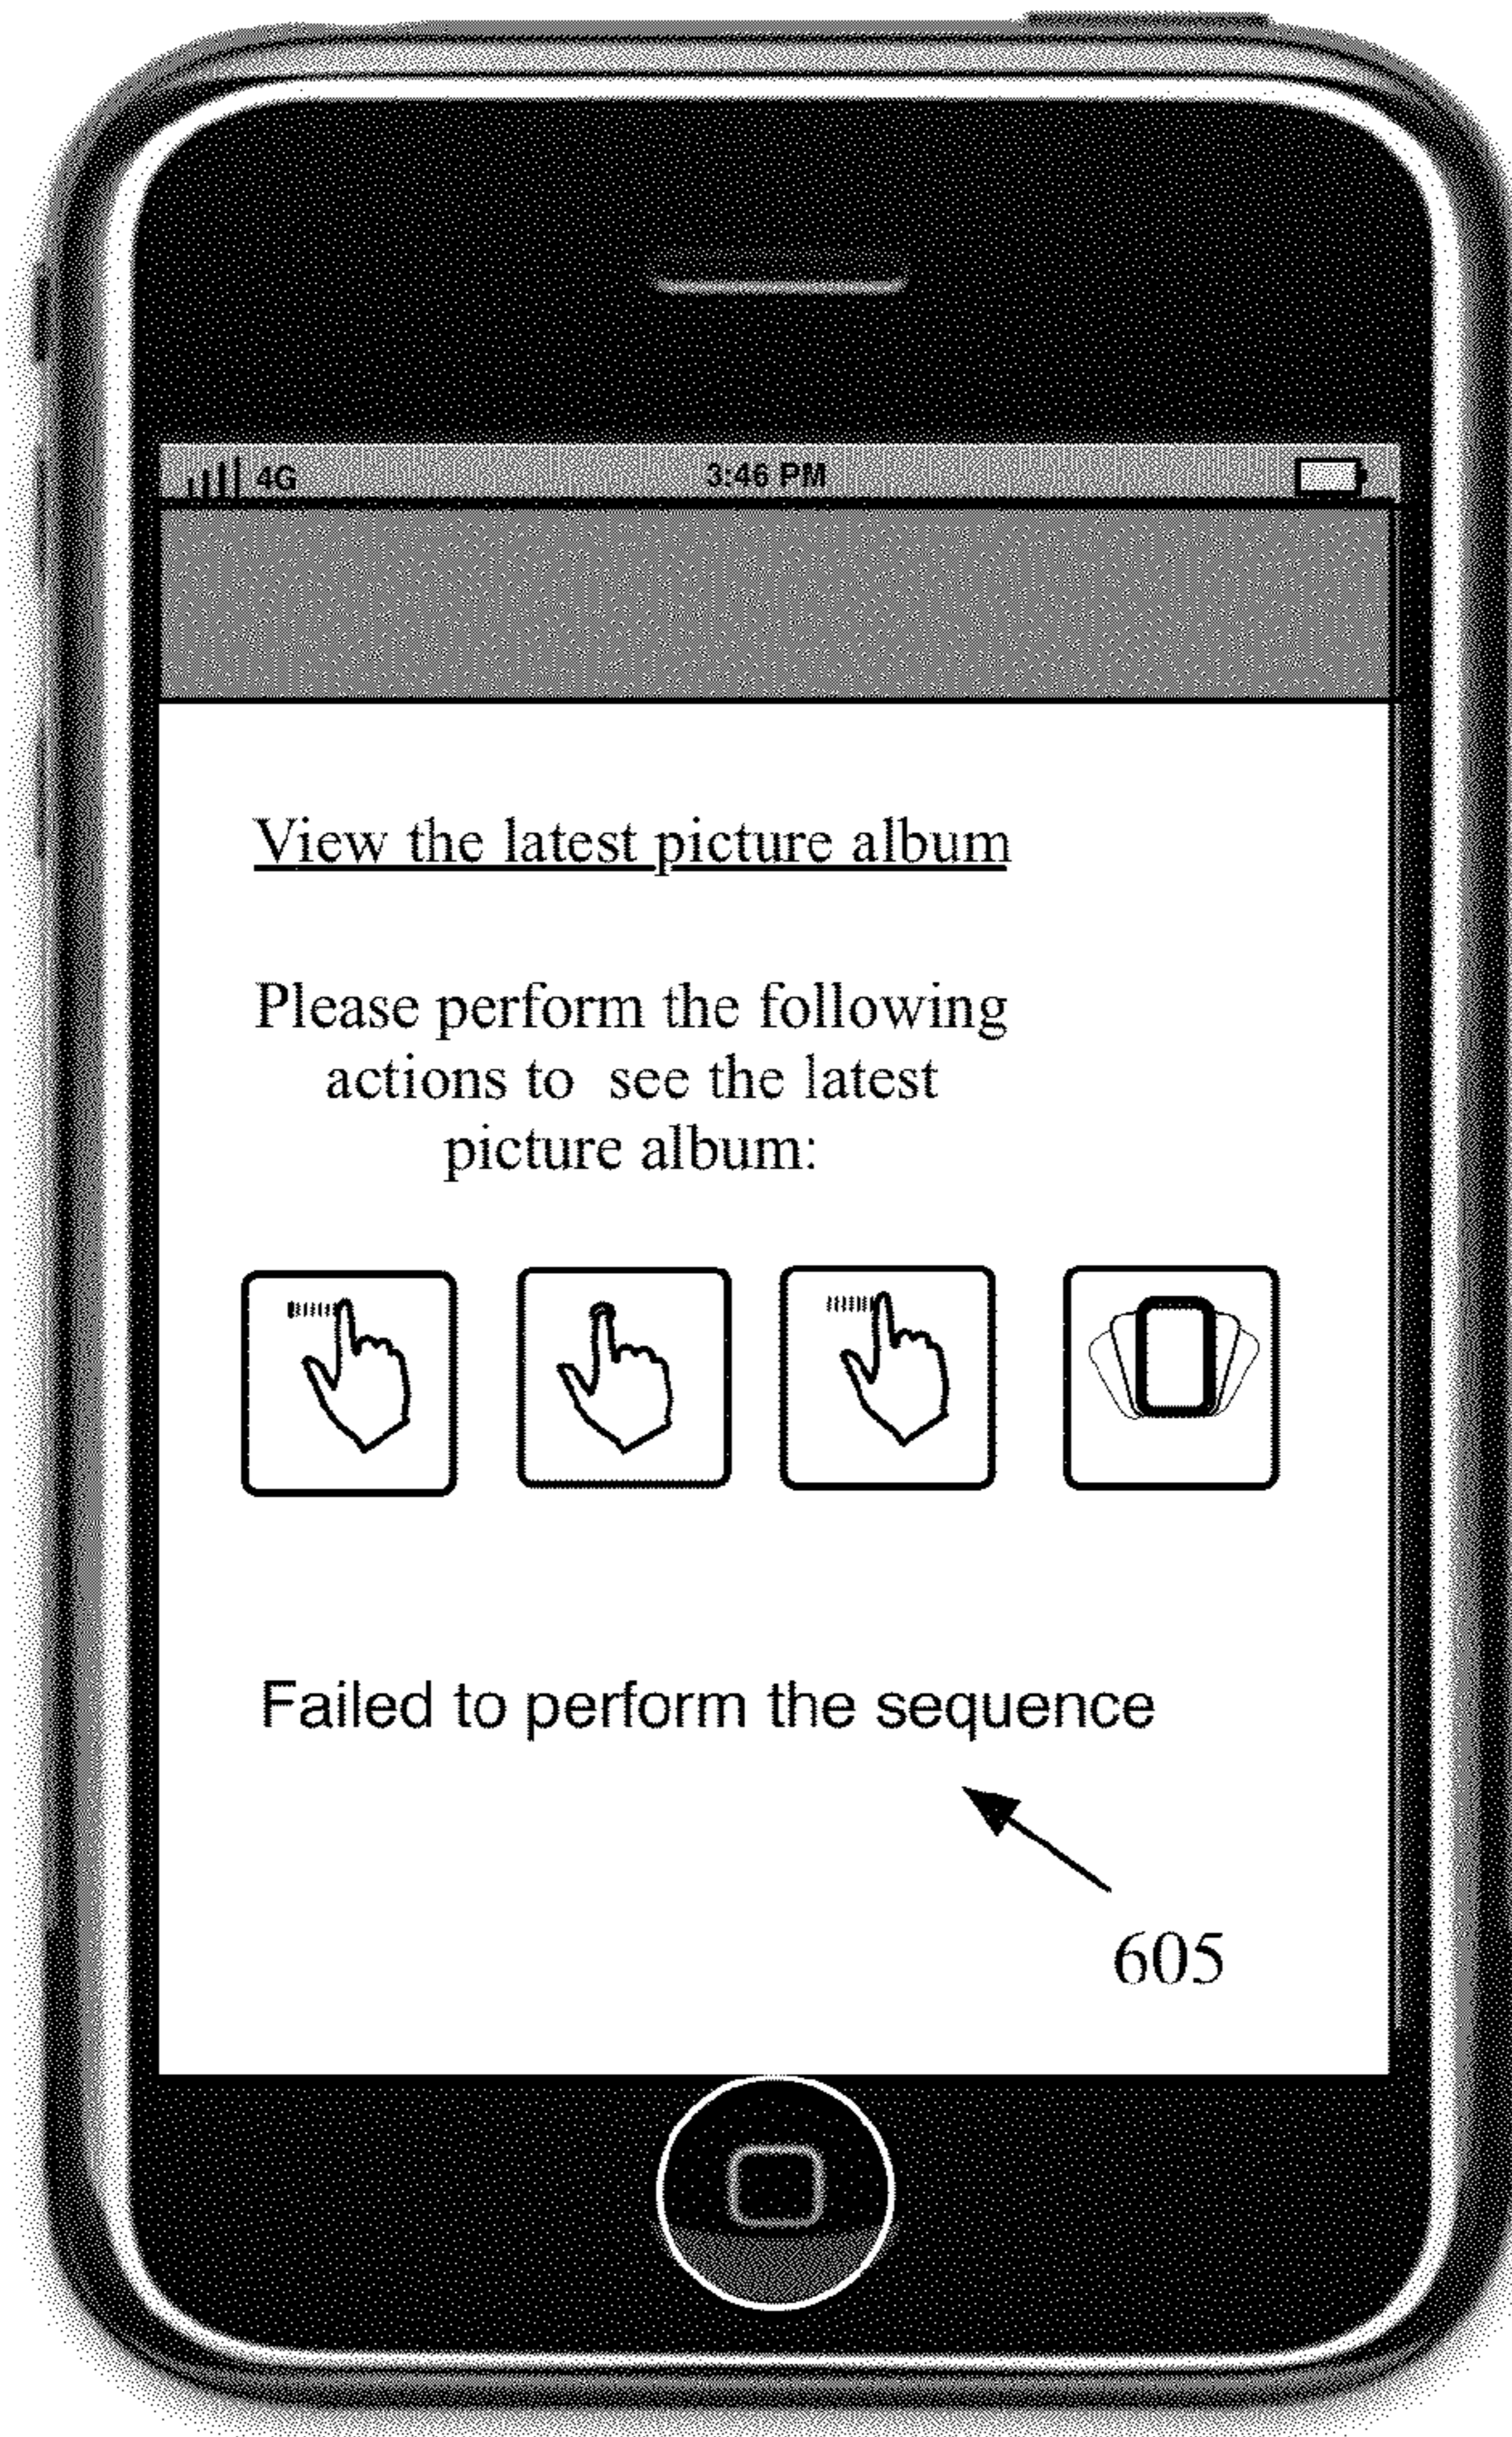 4G 3:46 PM
View the latest picture album
Please perform the following
actions to see the latest
picture album:
Failed to perform the sequence
605